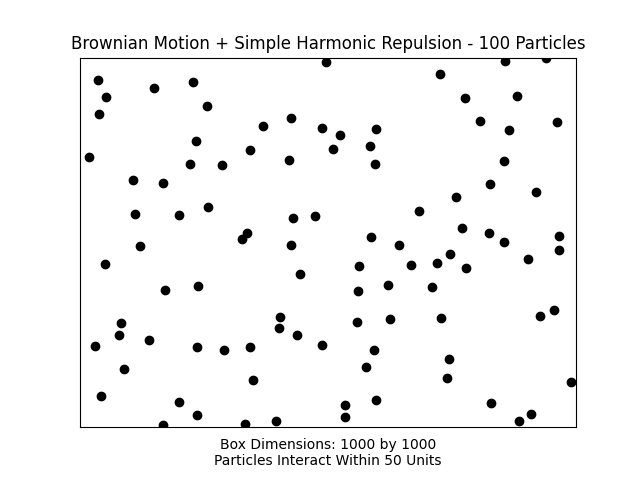 Brownian Motion + Simple Harmonic Repulsion - 100 Particles
Box Dimensions: 1000 by 1000
Particles Interact Within 50 Units